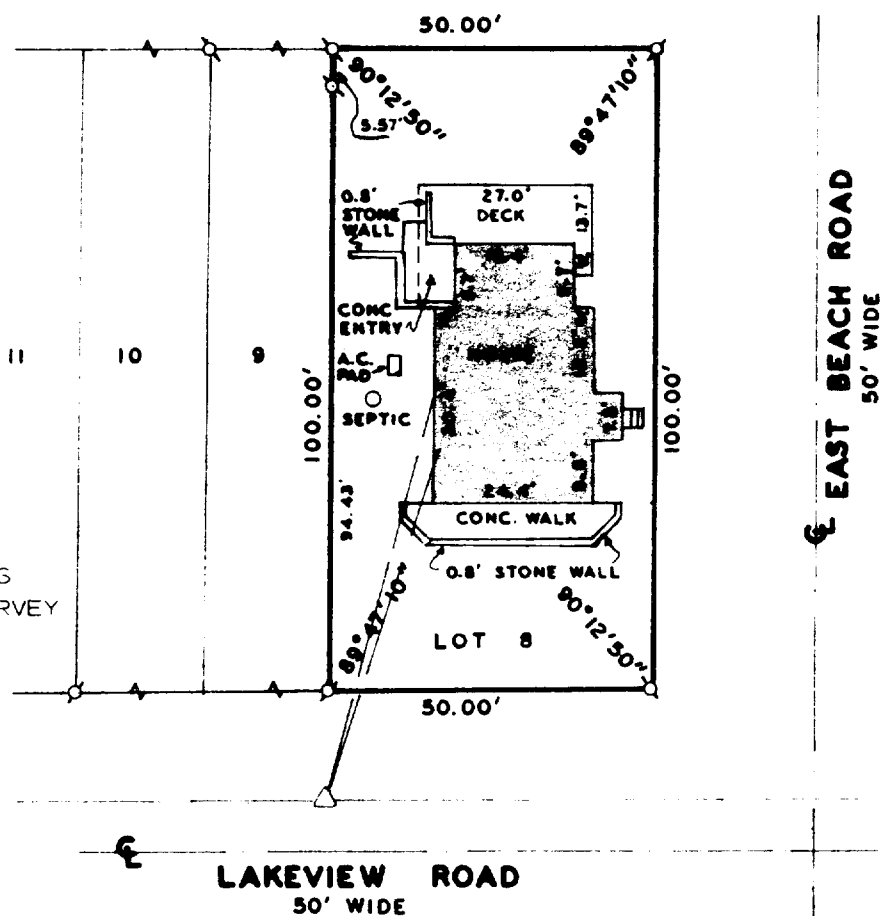 50.00'
90°12'50"
89°47'10"
5.57'
0.8'
STONE
WALL
27.0'
DECK
13.7'
CONC
ENTRY
11
10
9
A.C.
PAD
SEPTIC
100.00'
100.00'
EAST BEACH ROAD
50' WIDE
94.43'
24.4'
CONC. WALK
0.8' STONE WALL
RVEY
89°47'10"
90°12'50"
LOT 8
50.00'
LAKEVIEW ROAD
50' WIDE